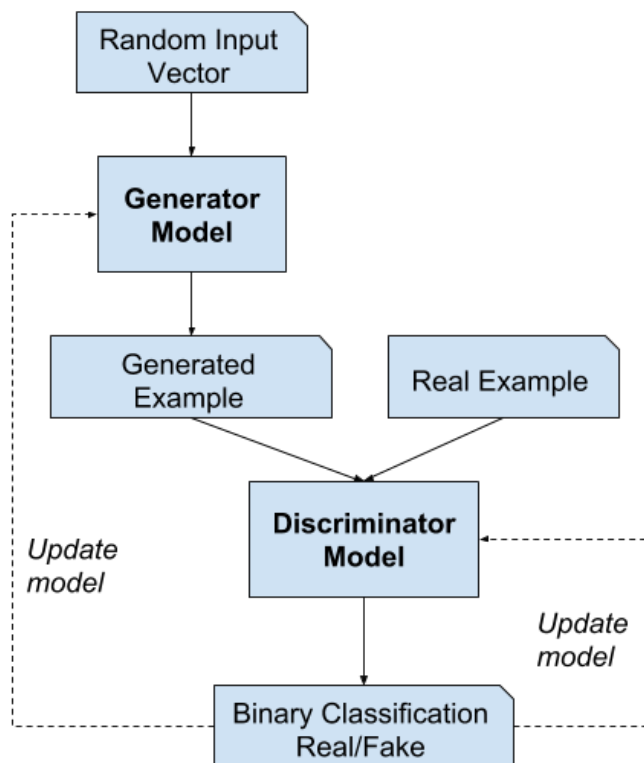 Random Input
Vector
Generator
Model
Generated
Example
Real Example
Discriminator
Model
Update
model
Update
model
Binary Classification
Real/Fake